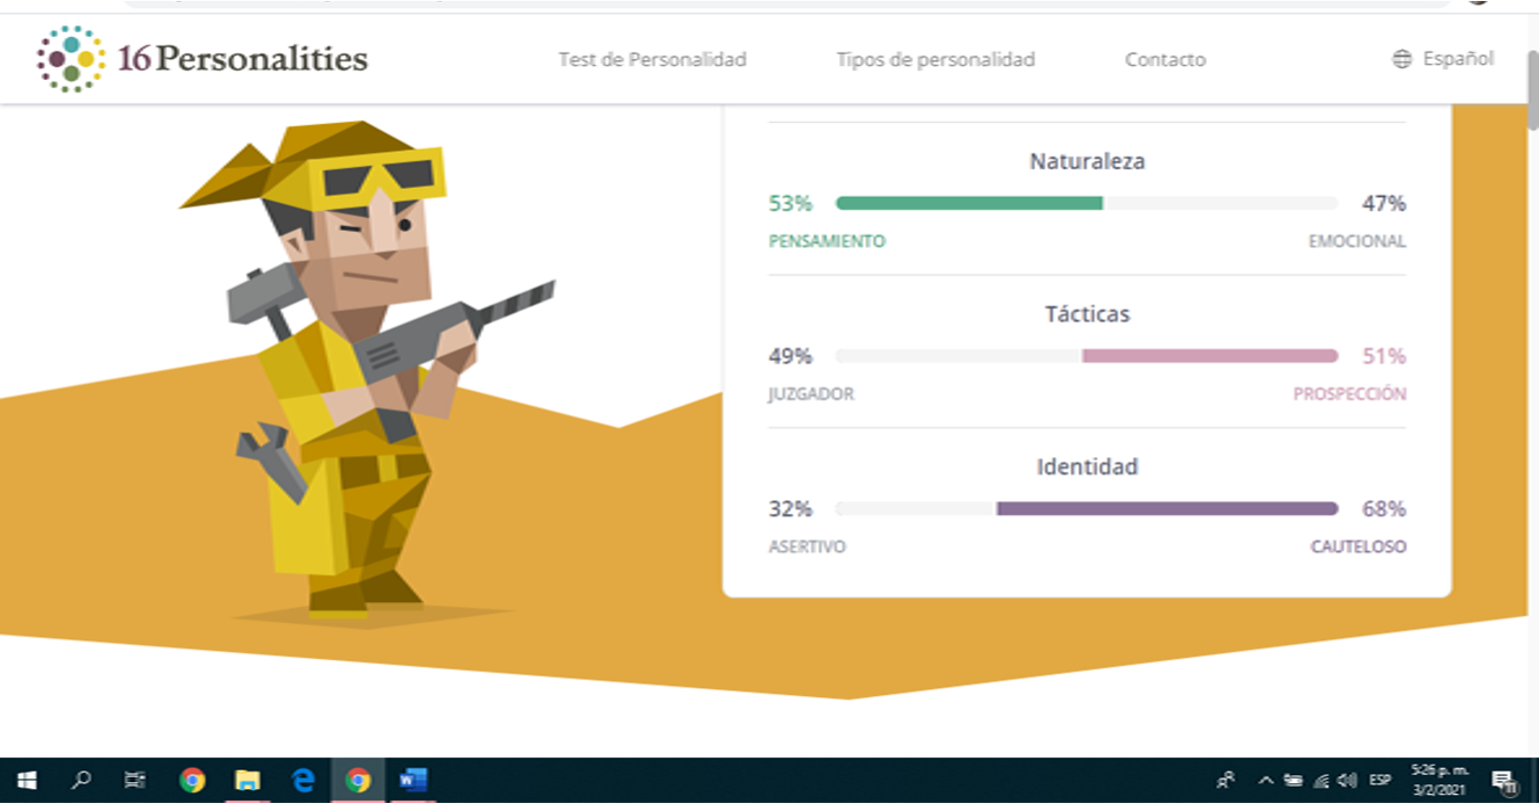 16Personalities Test de Personalidad Tipos de personalidad Contacto Español
Naturaleza
53% 47%
PENSAMIENTO EMOCIONAL
Tácticas
49% 51%
JUZGADOR PROSPECCIÓN
Identidad
32% 68%
ASERTIVO CAUTELOSO
ESP 5:26 p. m.
3/2/2021